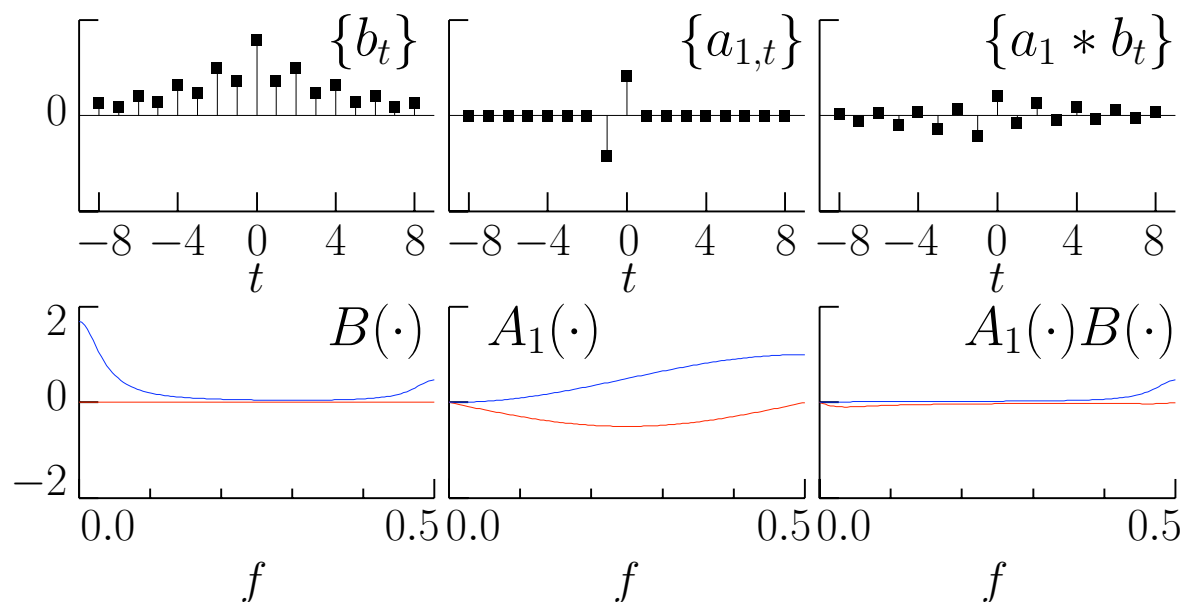 {b_t} {a_{1,t}} {a_1 * b_t}
0
−8 −4 0 4 8 −8 −4 0 4 8 −8 −4 0 4 8
t t t
2 B(·) A_1(·) A_1(·)B(·)
0
−2
0.0 0.5 0.0 0.5 0.0 0.5
f f f